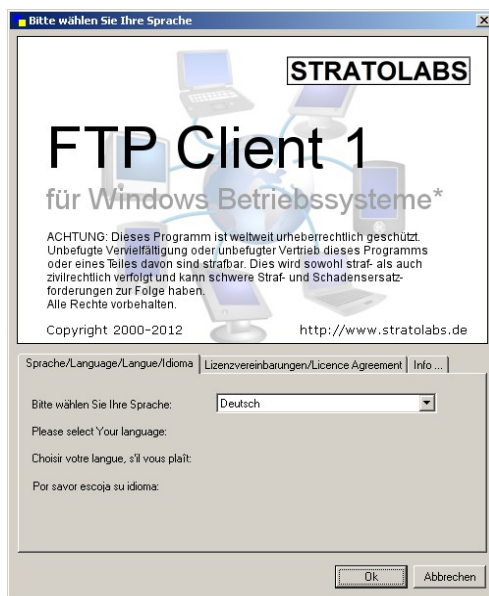 Bitte wählen Sie Ihre Sprache
STRATOLABS
FTP Client 1
für Windows Betriebssysteme*
ACHTUNG: Dieses Programm ist weltweit urheberrechtlich geschützt.
Unbefugte Vervielfältigung oder unbefugter Vertrieb dieses Programms
oder eines Teiles davon sind strafbar. Dies wird sowohl straf- als auch
zivilrechtlich verfolgt und kann schwere Straf- und Schadensersatz-
forderungen zur Folge haben.
Alle Rechte vorbehalten.
Copyright 2000-2012 http://www.stratolabs.de
Sprache/Language/Langue/Idioma Lizenzvereinbarungen/Licence Agreement Info ...
Bitte wählen Sie Ihre Sprache: Deutsch
Please select Your language:
Choisir votre langue, s'il vous plaît:
Por savor escoja su idioma:
Ok Abbrechen